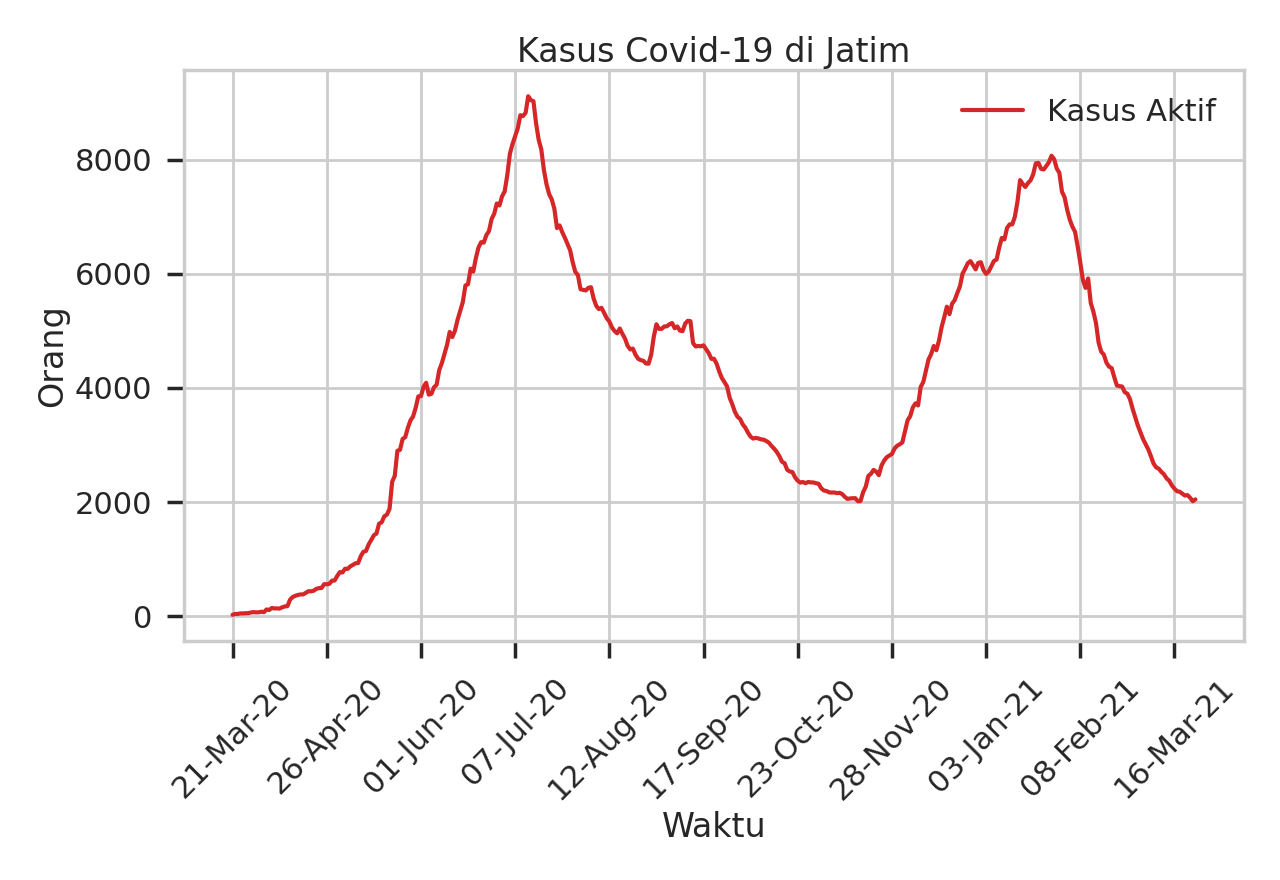 Kasus Covid-19 di Jatim
Kasus Aktif
Orang
8000
6000
4000
2000
0
21-Mar-20
26-Apr-20
01-Jun-20
07-Jul-20
12-Aug-20
17-Sep-20
23-Oct-20
28-Nov-20
03-Jan-21
08-Feb-21
16-Mar-21
Waktu